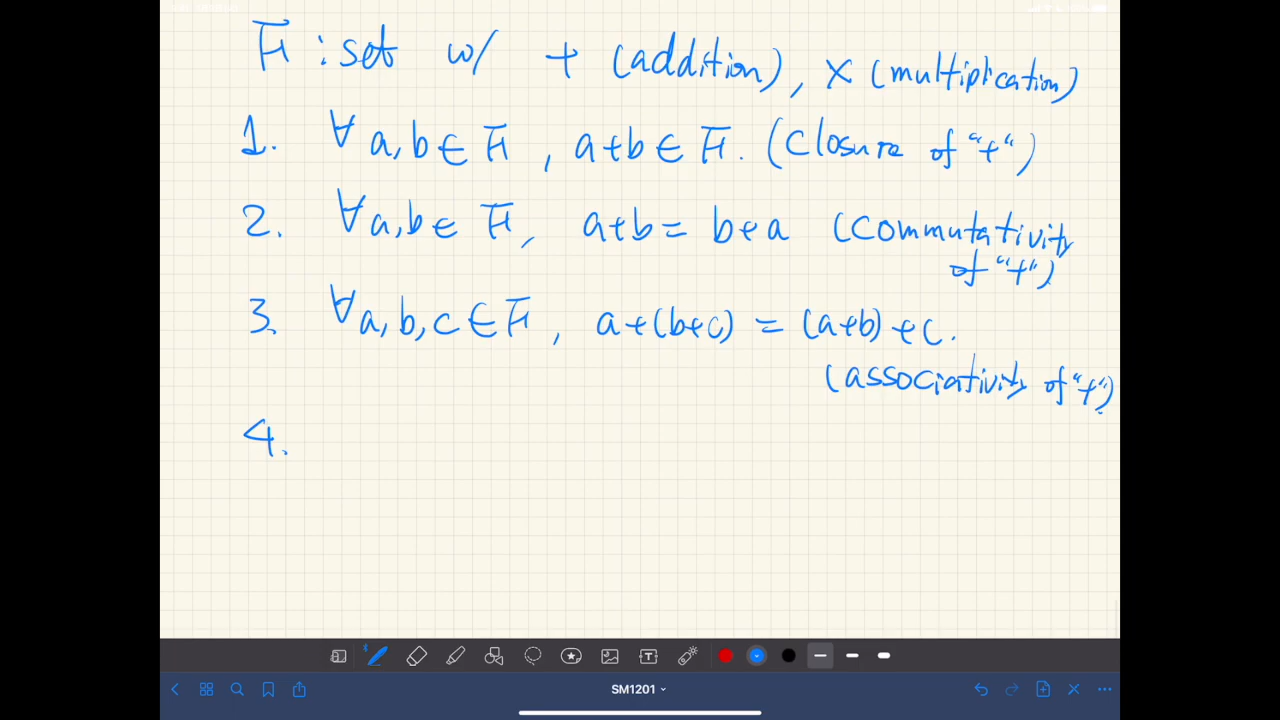 𝔽 : set w/ + (addition), × (multiplication)
1. ∀ a, b ∈ 𝔽, a+b ∈ 𝔽. (Closure of "+")
2. ∀ a, b ∈ 𝔽, a+b = b+a (Commutativity
of "+")
3. ∀ a, b, c ∈ 𝔽, a+(b+c) = (a+b)+c.
(associativity of "+")
4.
SM1201